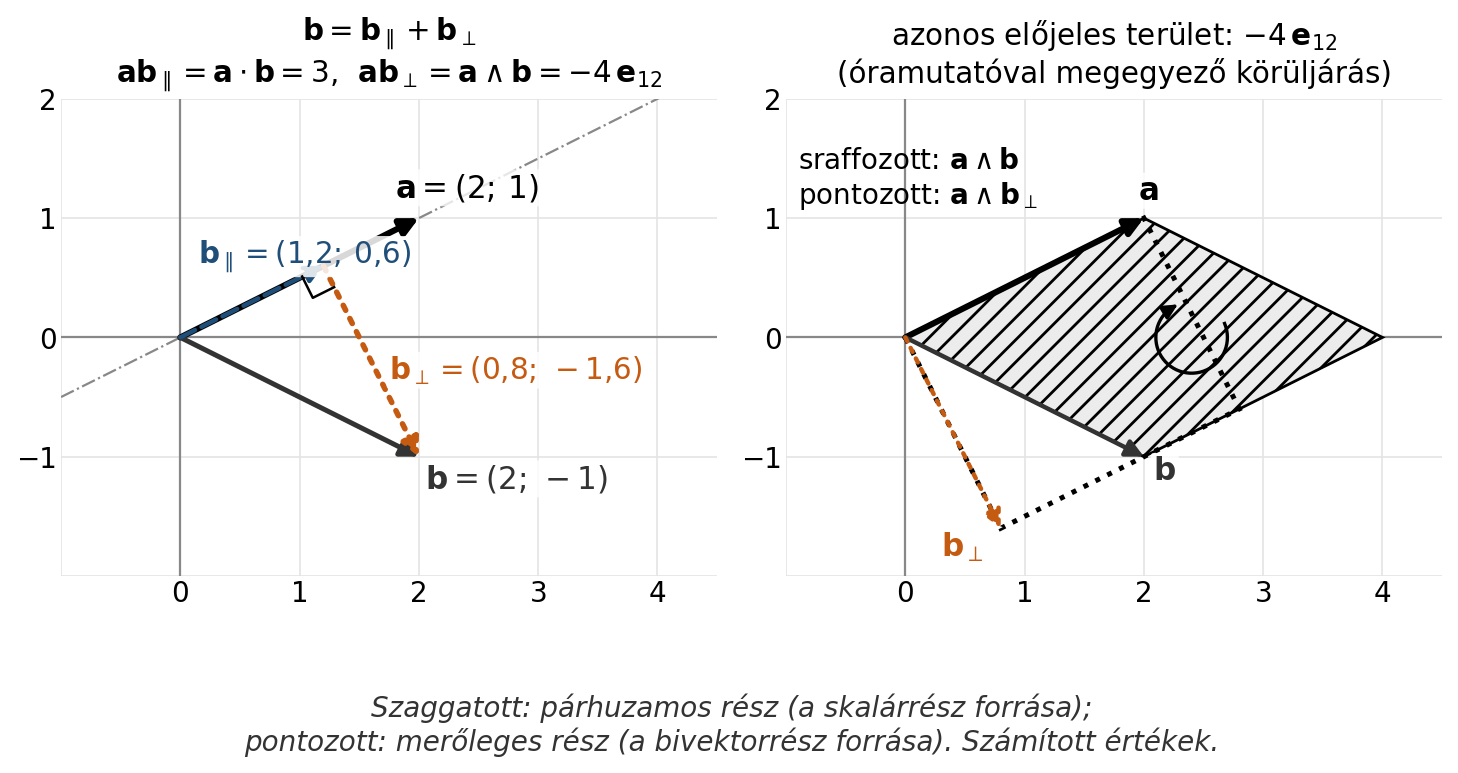 b = b∥ + b⊥
ab∥ = a · b = 3, ab⊥ = a ∧ b = −4 e₁₂
2
1
0
−1
0 1 2 3 4
a = (2; 1)
b∥ = (1,2; 0,6)
b⊥ = (0,8; −1,6)
b = (2; −1)
azonos előjeles terület: −4 e₁₂
(óramutatóval megegyező körüljárás)
2
1
0
−1
0 1 2 3 4
sraffozott: a ∧ b
pontozott: a ∧ b⊥
a
b
b⊥
Szaggatott: párhuzamos rész (a skalárrész forrása);
pontozott: merőleges rész (a bivektorrész forrása). Számított értékek.